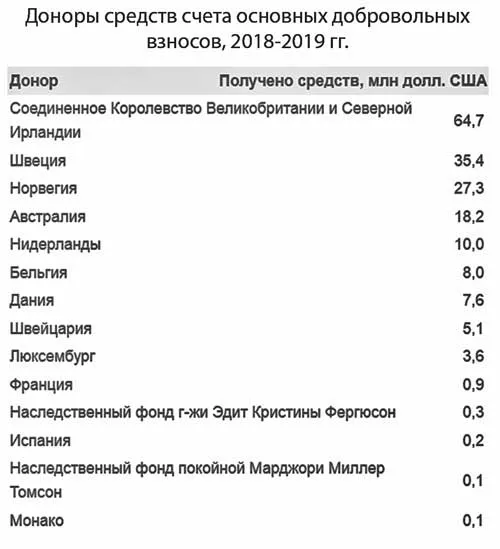 Доноры средств счета основных добровольных
взносов, 2018-2019 гг.
Донор Получено средств, млн долл. США
Соединенное Королевство Великобритании и Северной
Ирландии 64,7
Швеция 35,4
Норвегия 27,3
Австралия 18,2
Нидерланды 10,0
Бельгия 8,0
Дания 7,6
Швейцария 5,1
Люксембург 3,6
Франция 0,9
Наследственный фонд г-жи Эдит Кристины Фергюсон 0,3
Испания 0,2
Наследственный фонд покойной Марджори Миллер
Томсон 0,1
Монако 0,1